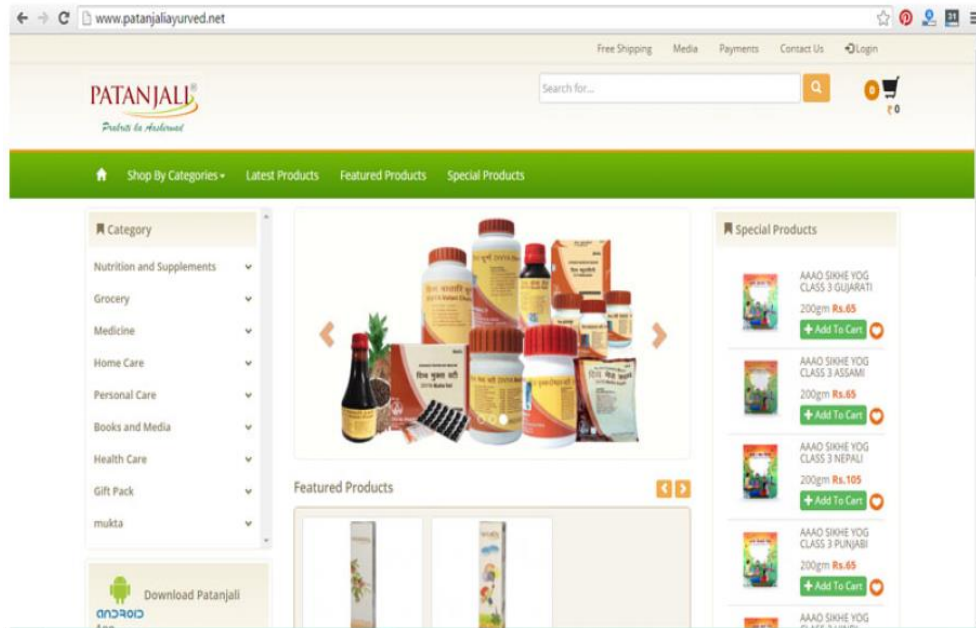 www.patanjaliayurved.net
Free Shipping Media Payments Contact Us Login
PATANJALI®
Prakriti ka Aashirwad
Search for...
0
₹ 0
Shop By Categories Latest Products Featured Products Special Products
Category
Nutrition and Supplements
Grocery
Medicine
Home Care
Personal Care
Books and Media
Health Care
Gift Pack
mukta
Download Patanjali
ANDROID
दिव्य मुक्ता वटी
Featured Products
Special Products
AAAO SIKHE YOG
CLASS 3 GUJARATI
200gm Rs.65
+ Add To Cart
AAAO SIKHE YOG
CLASS 3 ASSAMI
200gm Rs.65
+ Add To Cart
AAAO SIKHE YOG
CLASS 3 NEPALI
200gm Rs.105
+ Add To Cart
AAAO SIKHE YOG
CLASS 3 PUNJABI
200gm Rs.65
+ Add To Cart
AAAO SIKHE YOG